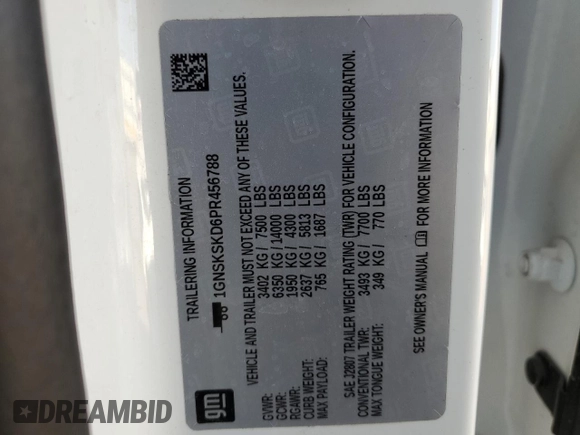 TRAILERING INFORMATION
1GNSKSKD6PR456788
VEHICLE AND TRAILER MUST NOT EXCEED ANY OF THESE VALUES.
GVWR: 3402 KG / 7500 LBS
GCWR: 6350 KG / 14000 LBS
RGAWR: 1950 KG / 4300 LBS
CURB WEIGHT: 2637 KG / 5813 LBS
MAX PAYLOAD: 765 KG / 1687 LBS
SAE J2807 TRAILER WEIGHT RATING (TWR) FOR VEHICLE CONFIGURATION.
CONVENTIONAL TWR: 3493 KG / 7700 LBS
MAX TONGUE WEIGHT: 349 KG / 770 LBS
SEE OWNER'S MANUAL FOR MORE INFORMATION
gm
DREAMBID